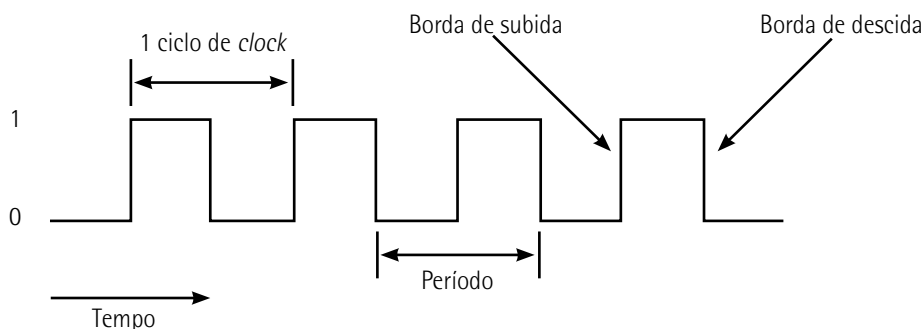 Borda de subida
Borda de descida
1 ciclo de clock
1
0
Período
Tempo